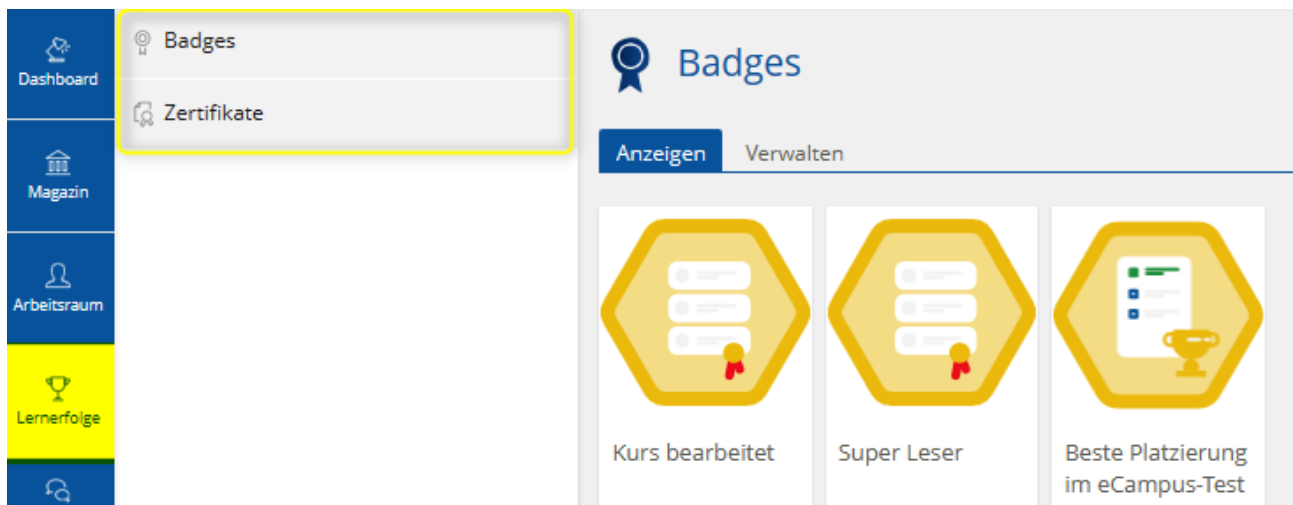 Dashboard
Magazin
Arbeitsraum
Lernerfolge
Badges
Zertifikate
Badges
Anzeigen Verwalten
Kurs bearbeitet
Super Leser
Beste Platzierung
im eCampus-Test